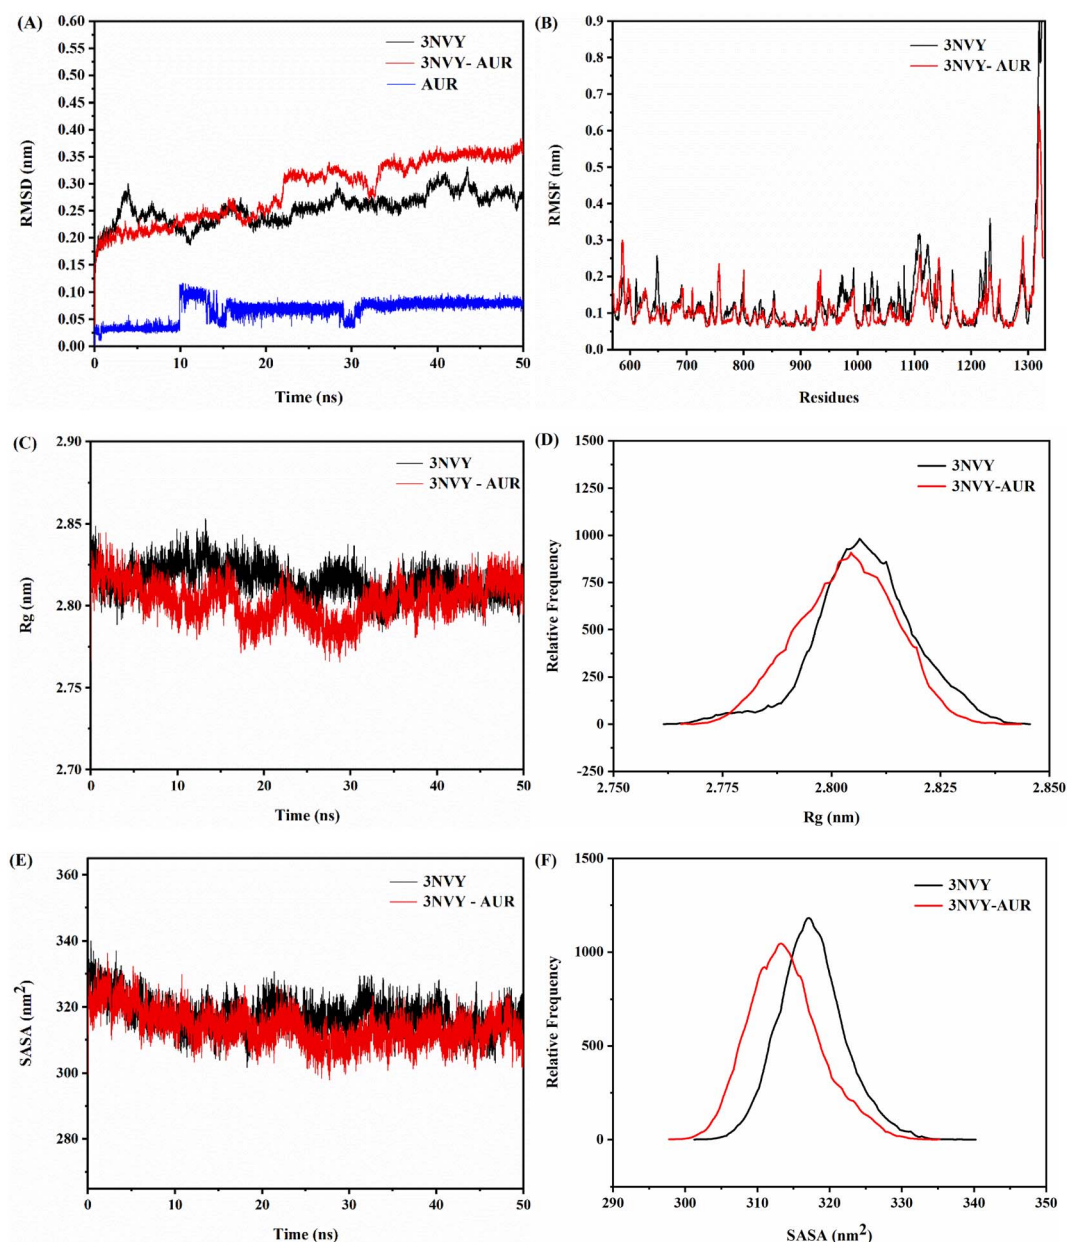 (A)
0.60
0.55
0.50
0.45
0.40
0.35
0.30
0.25
0.20
0.15
0.10
0.05
0.00
RMSD (nm)
3NVY
3NVY- AUR
AUR
0 10 20 30 40 50
Time (ns)
(B)
0.9
0.8
0.7
0.6
0.5
0.4
0.3
0.2
0.1
0.0
RMSF (nm)
3NVY
3NVY- AUR
600 700 800 900 1000 1100 1200 1300
Residues
(C)
2.90
2.85
2.80
2.75
2.70
Rg (nm)
3NVY
3NVY - AUR
0 10 20 30 40 50
Time (ns)
(D)
1500
1250
1000
750
500
250
0
-250
Relative Frequency
3NVY
3NVY-AUR
2.750 2.775 2.800 2.825 2.850
Rg (nm)
(E)
360
340
320
300
280
SASA (nm²)
3NVY
3NVY - AUR
0 10 20 30 40 50
Time (ns)
(F)
1500
1000
500
0
Relative Frequency
3NVY
3NVY-AUR
290 300 310 320 330 340 350
SASA (nm²)